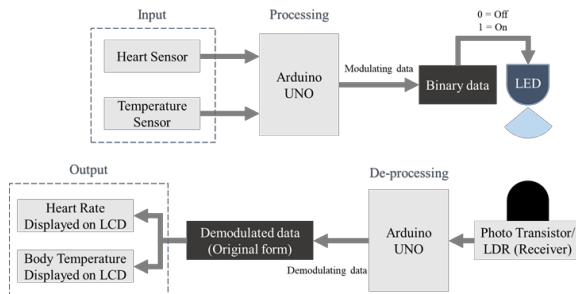 Input
Processing
0 = Off
1 = On
Heart Sensor
Temperature
Sensor
Arduino
UNO
Modulating data
Binary data
LED
Output
De-processing
Heart Rate
Displayed on LCD
Body Temperature
Displayed on LCD
Demodulated data
(Original form)
Demodulating data
Arduino
UNO
Photo Transistor/
LDR (Receiver)